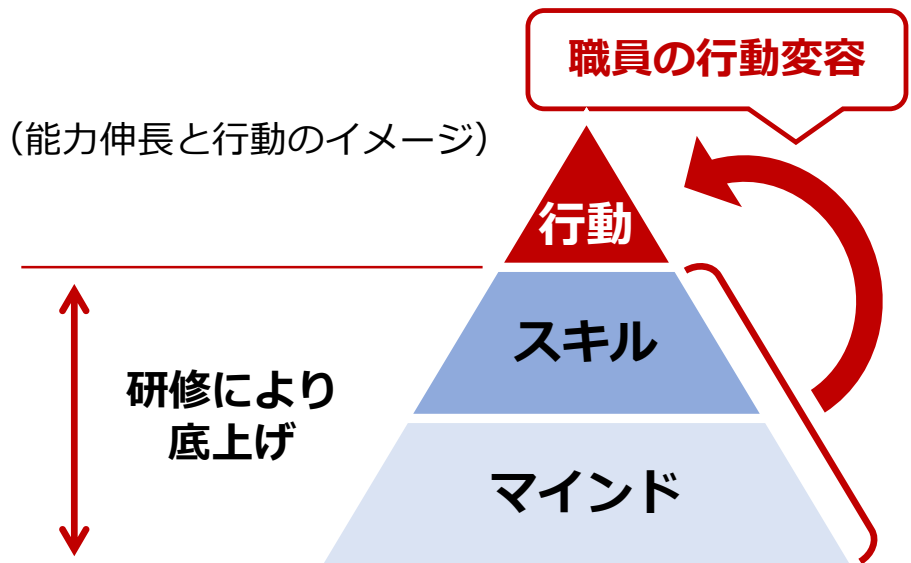 職員の行動変容
（能力伸長と行動のイメージ）
行動
スキル
研修により
底上げ
マインド